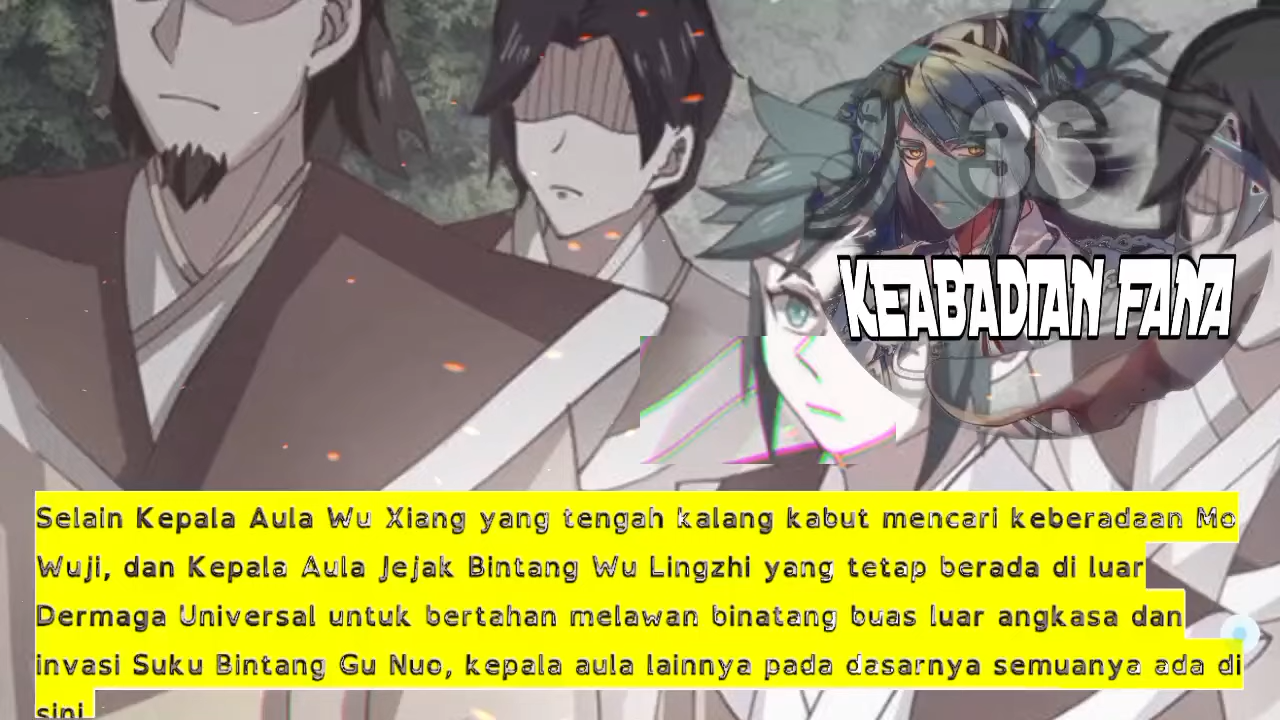 36
KEABADIAN FANA
Selain Kepala Aula Wu Xiang yang tengah kalang kabut mencari keberadaan Mo
Wuji, dan Kepala Aula Jejak Bintang Wu Lingzhi yang tetap berada di luar
Dermaga Universal untuk bertahan melawan binatang buas luar angkasa dan
invasi Suku Bintang Gu Nuo, kepala aula lainnya pada dasarnya semuanya ada di
sini.